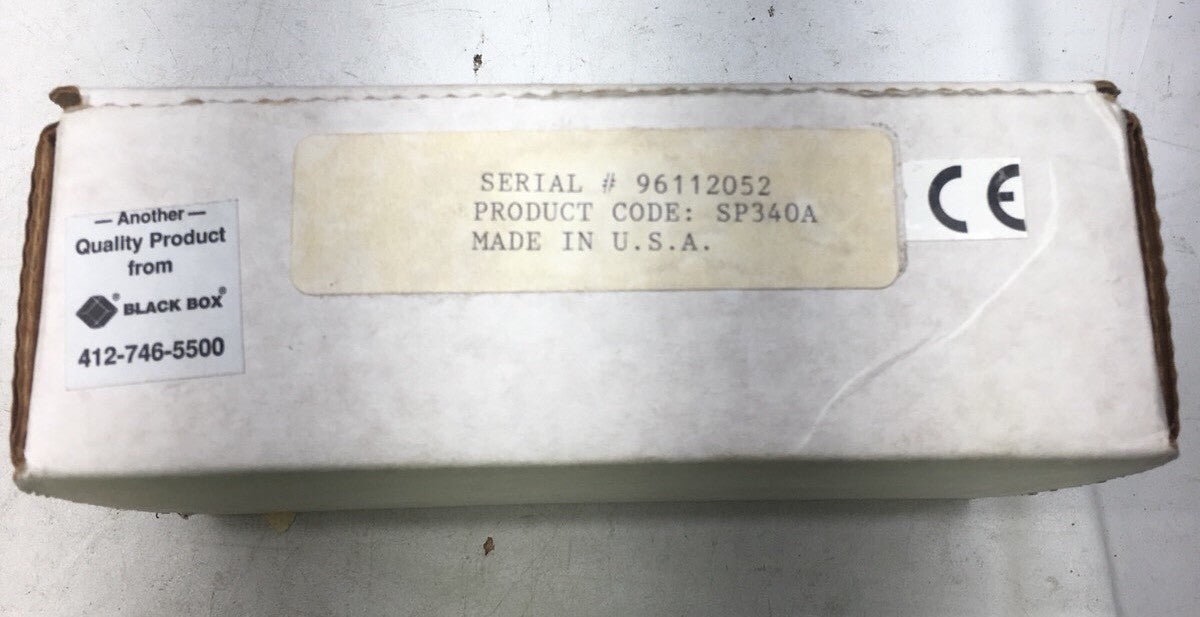 — Another —
Quality Product
from
® BLACK BOX®
412-746-5500
SERIAL # 96112052
PRODUCT CODE: SP340A
MADE IN U.S.A.
CE